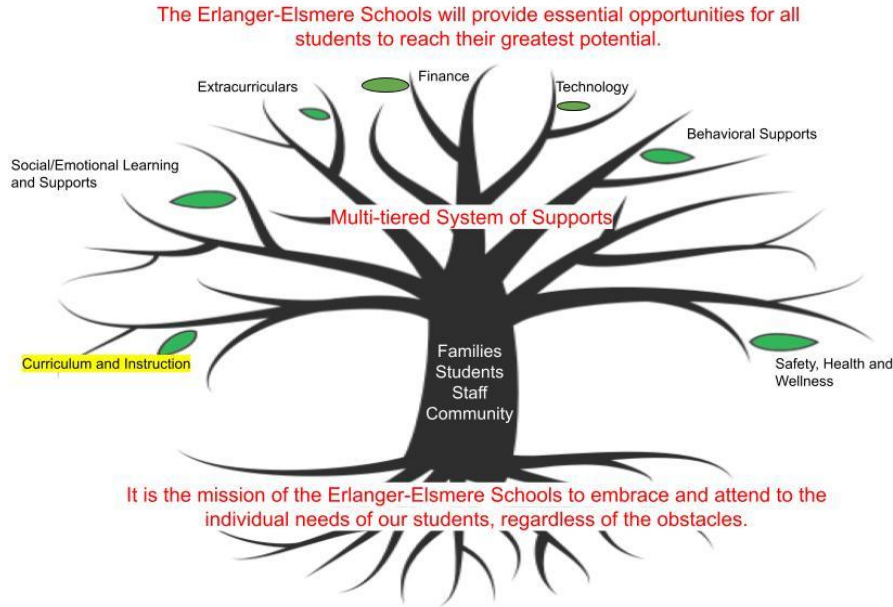 The Erlanger-Elsmere Schools will provide essential opportunities for all
students to reach their greatest potential.
Extracurriculars
Finance
Technology
Behavioral Supports
Social/Emotional Learning
and Supports
Multi-tiered System of Supports
Curriculum and Instruction
Families
Students
Staff
Community
Safety, Health and
Wellness
It is the mission of the Erlanger-Elsmere Schools to embrace and attend to the
individual needs of our students, regardless of the obstacles.